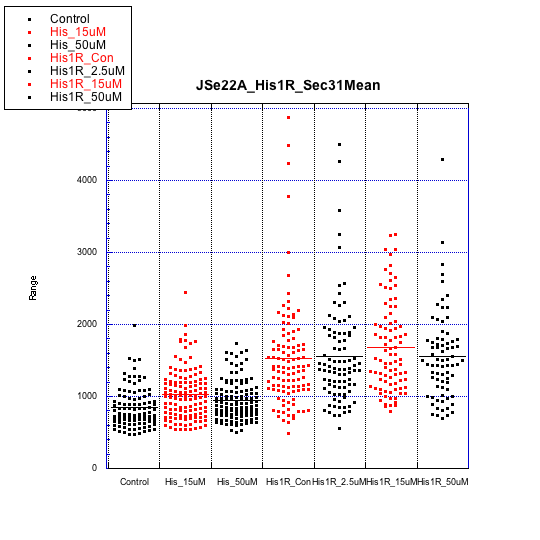 Control
His_15uM
His_50uM
His1R_Con
His1R_2.5uM
His1R_15uM
His1R_50uM
JSe22A_His1R_Sec31Mean
5000
4000
3000
2000
1000
0
Range
Control His_15uM His_50uM His1R_Con His1R_2.5uM His1R_15uM His1R_50uM